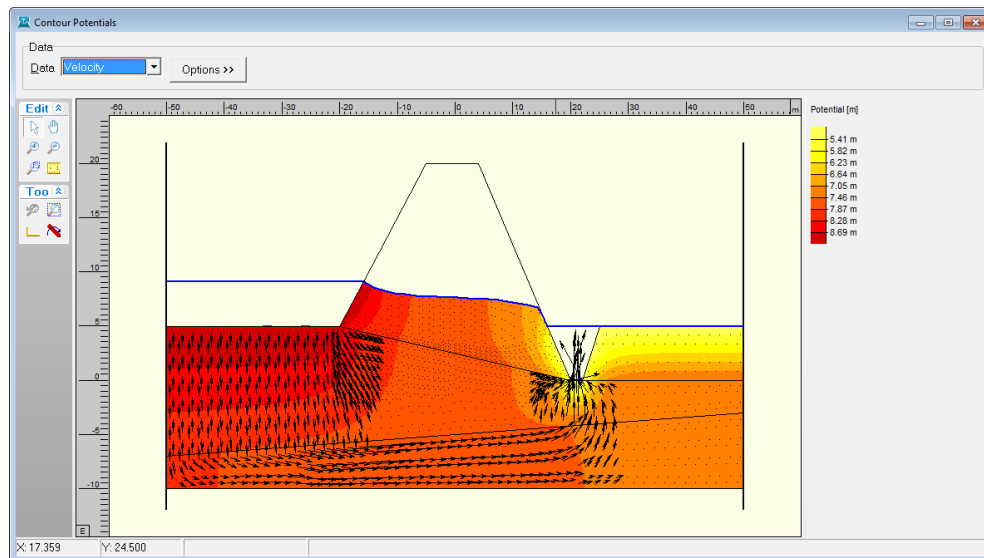 Contour Potentials
Data
Data Velocity Options >>
Edit
Too
-60 -50 -40 -30 -20 -10 0 10 20 30 40 50 m
20
15
10
5
0
-5
-10
E
Potential [m]
5.41 m
5.82 m
6.23 m
6.64 m
7.05 m
7.46 m
7.87 m
8.28 m
8.69 m
X: 17.359 Y: 24.500